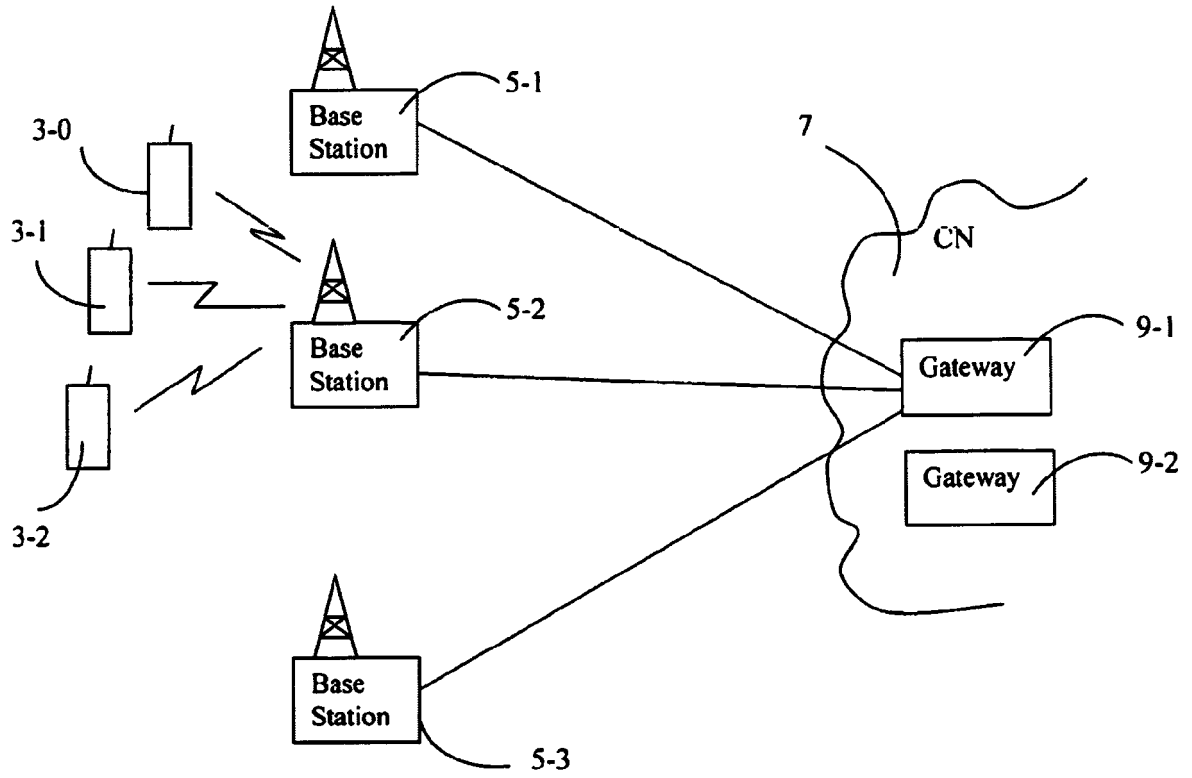 5-1
Base
Station
3-0
7
3-1
CN
5-2
Base
Station
9-1
Gateway
9-2
Gateway
3-2
Base
Station
5-3